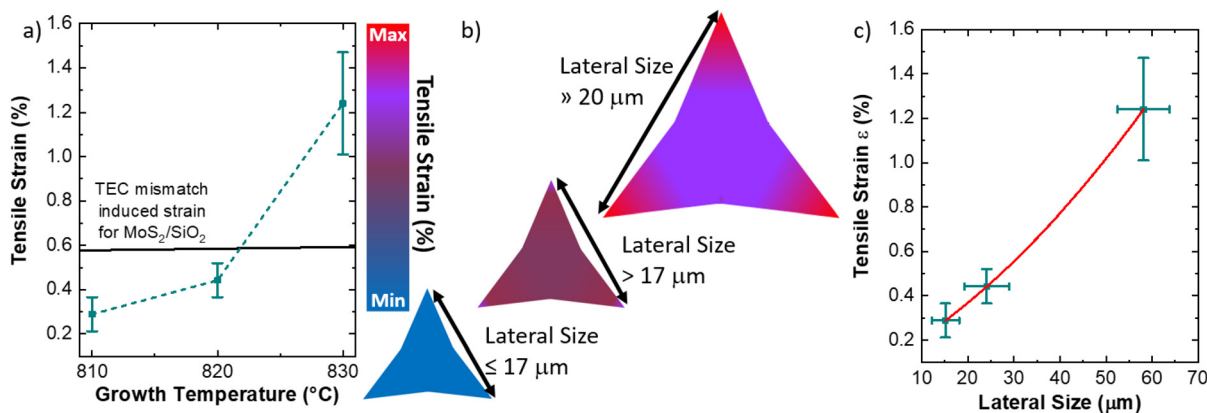 a)
1.6
1.4
1.2
1.0
0.8
0.6
0.4
0.2
Tensile Strain (%)
TEC mismatch
induced strain
for MoS₂/SiO₂
810
820
830
Growth Temperature (°C)
Max
Tensile Strain (%)
Min
b)
Lateral Size
» 20 μm
Lateral Size
> 17 μm
Lateral Size
≤ 17 μm
c)
1.6
1.4
1.2
1.0
0.8
0.6
0.4
0.2
Tensile Strain ε (%)
10
20
30
40
50
60
70
Lateral Size (μm)